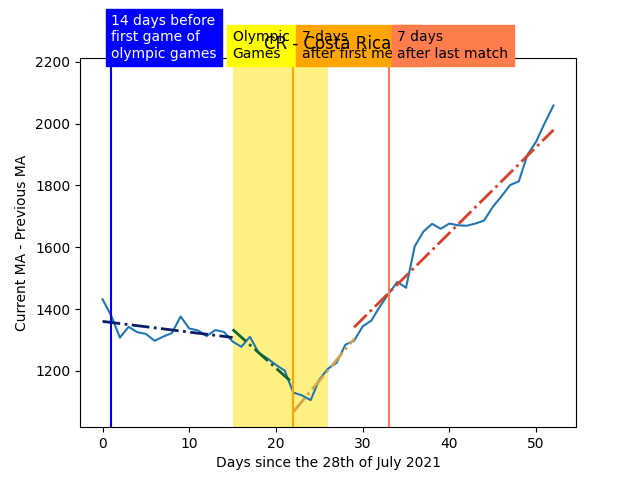 14 days before
first game of
olympic games
Olympic
Games
7 days
after first me
7 days
after last match
CR - Costa Rica
2200
2000
1800
1600
1400
1200
Current MA - Previous MA
0 10 20 30 40 50
Days since the 28th of July 2021